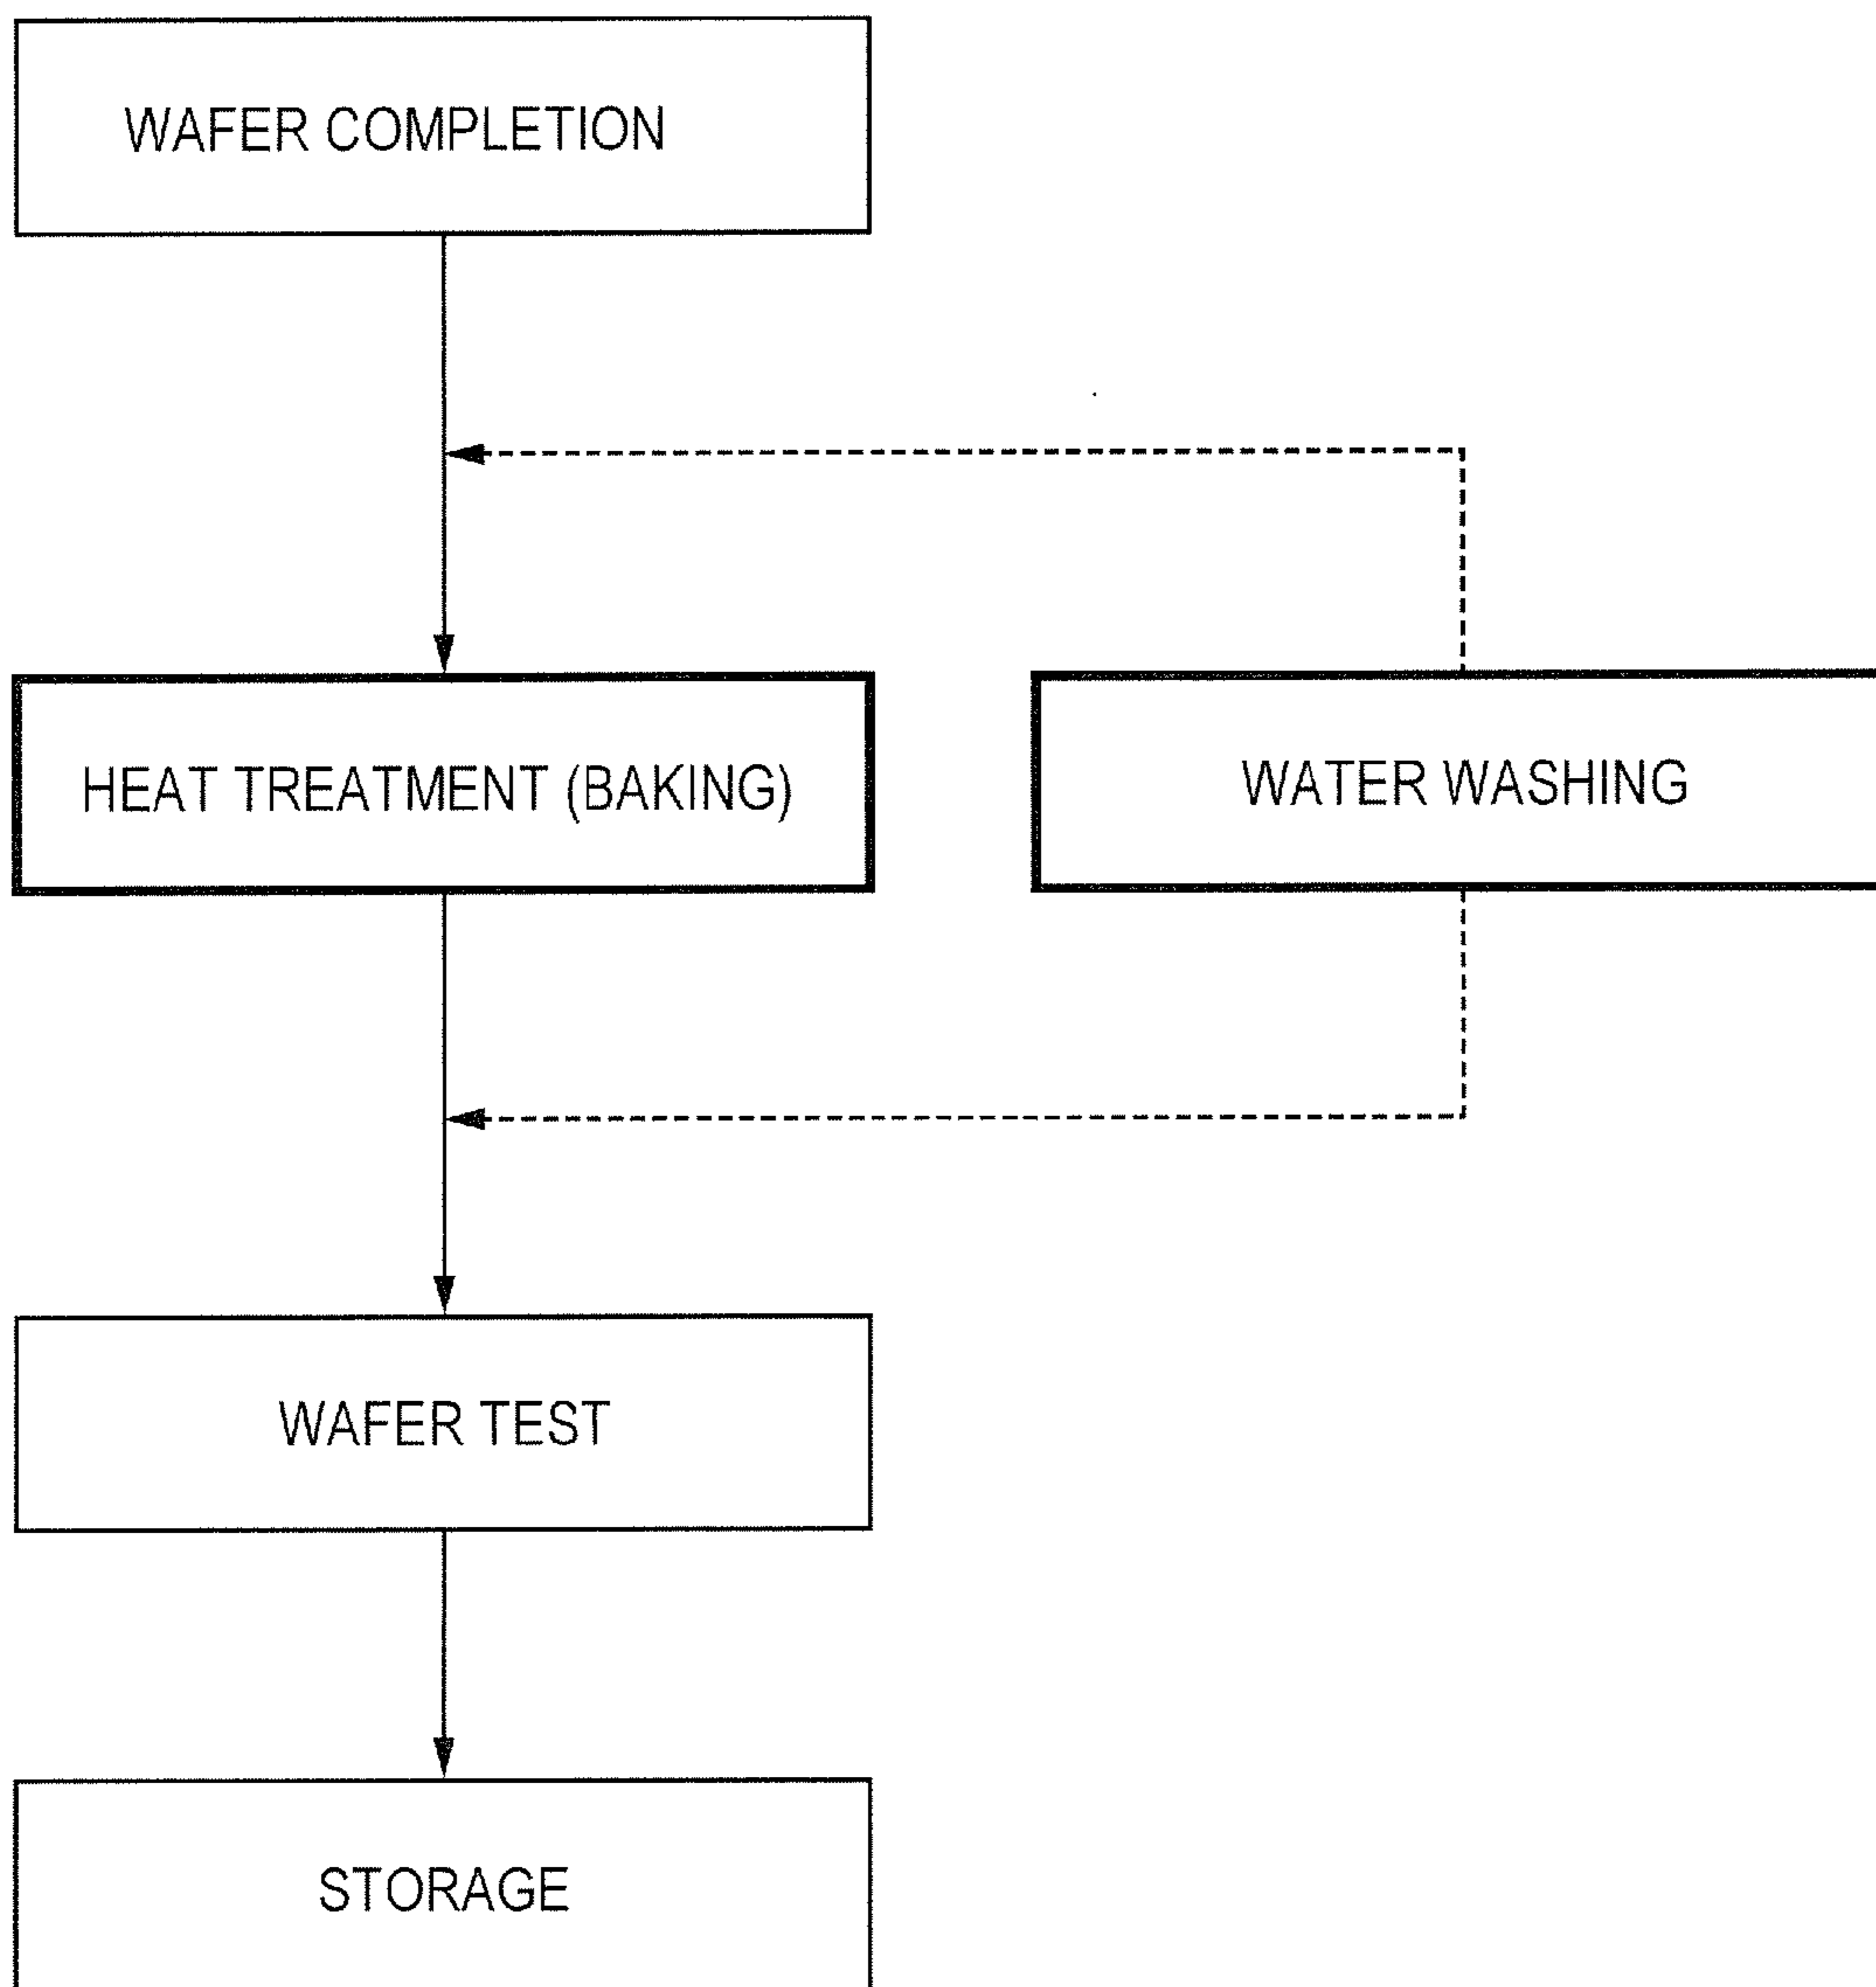 WAFER COMPLETION
HEAT TREATMENT (BAKING)
WATER WASHING
WAFER TEST
STORAGE